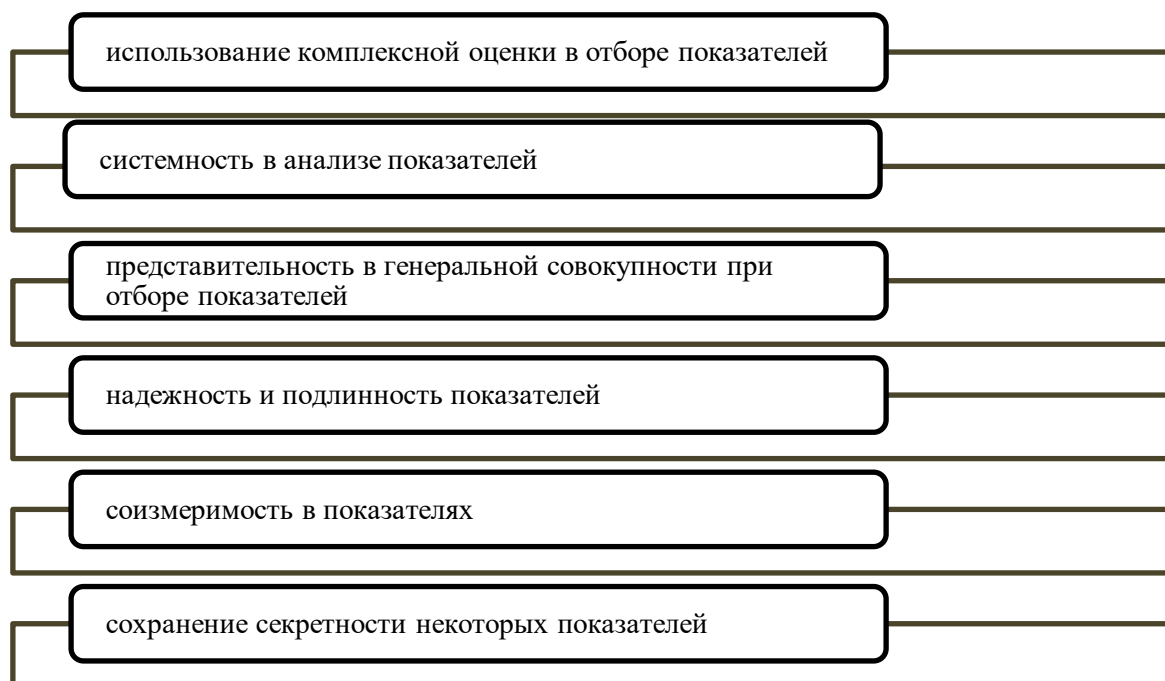 использование комплексной оценки в отборе показателей
системность в анализе показателей
представительность в генеральной совокупности при
отборе показателей
надежность и подлинность показателей
соизмеримость в показателях
сохранение секретности некоторых показателей